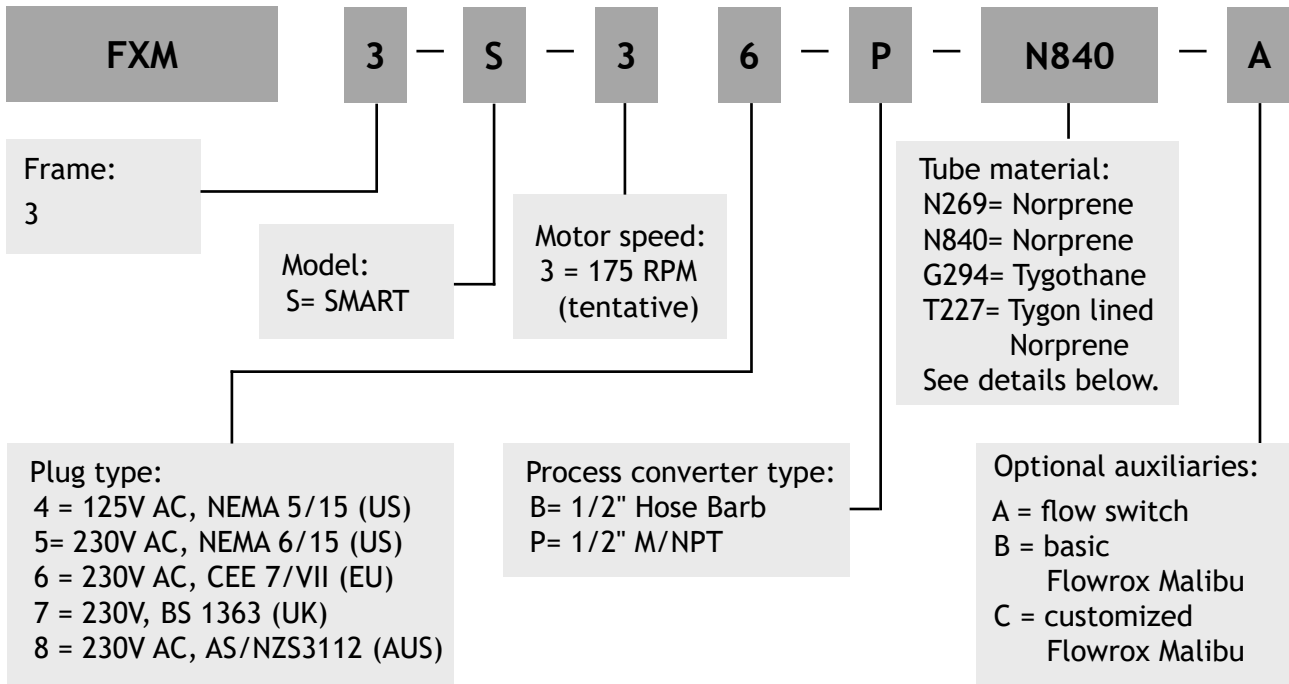 FXM 3 — S — 3 6 — P — N840 — A
Frame:
3
Model:
S= SMART
Motor speed:
3 = 175 RPM
(tentative)
Tube material:
N269= Norprene
N840= Norprene
G294= Tygothane
T227= Tygon lined
Norprene
See details below.
Plug type:
4 = 125V AC, NEMA 5/15 (US)
5= 230V AC, NEMA 6/15 (US)
6 = 230V AC, CEE 7/VII (EU)
7 = 230V, BS 1363 (UK)
8 = 230V AC, AS/NZS3112 (AUS)
Process converter type:
B= 1/2" Hose Barb
P= 1/2" M/NPT
Optional auxiliaries:
A = flow switch
B = basic
Flowrox Malibu
C = customized
Flowrox Malibu